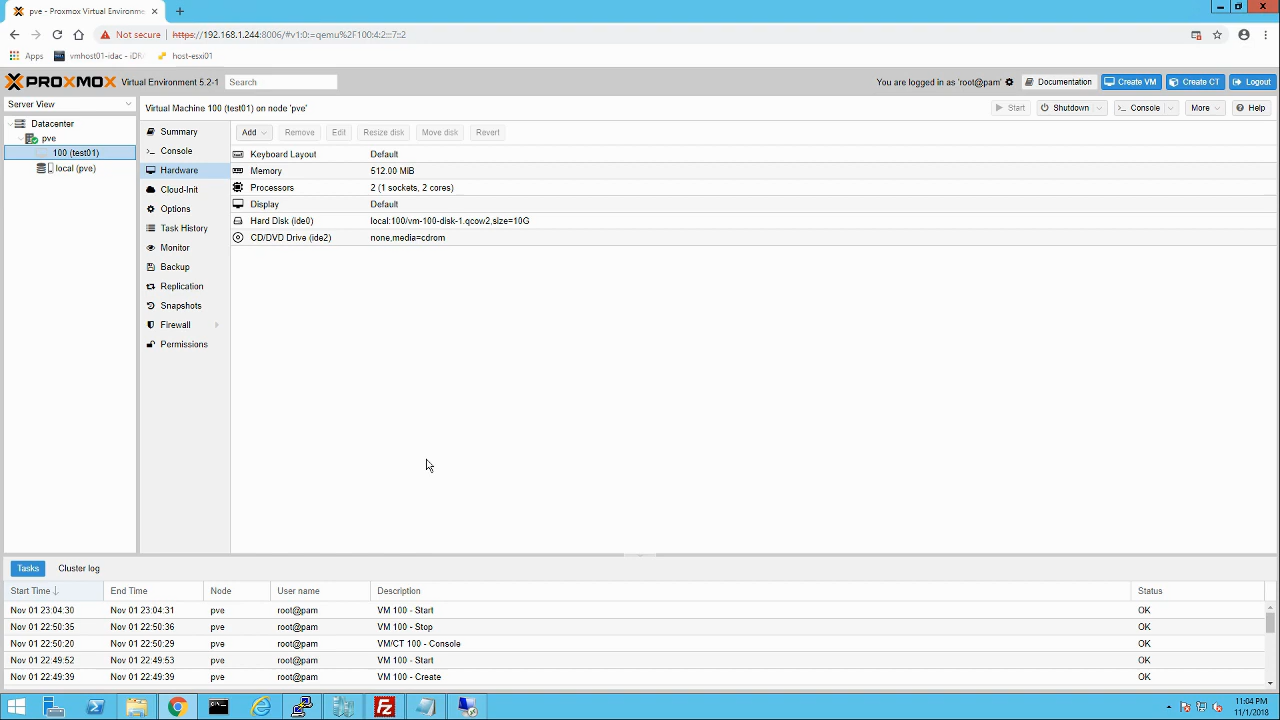 pve - Proxmox Virtual Environm
Not secure https://192.168.1.244:8006/#v1:0:=qemu%2F100:4:2:::7::2
Apps vmhost01-idac - iDR host-esxi01
PROXMOX Virtual Environment 5.2-1 Search You are logged in as 'root@pam' Documentation Create VM Create CT Logout
Server View Virtual Machine 100 (test01) on node 'pve' Start Shutdown Console More Help
Datacenter
pve
100 (test01)
local (pve)
Summary
Console
Hardware
Cloud-Init
Options
Task History
Monitor
Backup
Replication
Snapshots
Firewall
Permissions
Add Remove Edit Resize disk Move disk Revert
Keyboard Layout Default
Memory 512.00 MiB
Processors 2 (1 sockets, 2 cores)
Display Default
Hard Disk (ide0) local:100/vm-100-disk-1.qcow2,size=10G
CD/DVD Drive (ide2) none,media=cdrom
Tasks Cluster log
Start Time End Time Node User name Description Status
Nov 01 23:04:30 Nov 01 23:04:31 pve root@pam VM 100 - Start OK
Nov 01 22:50:35 Nov 01 22:50:36 pve root@pam VM 100 - Stop OK
Nov 01 22:50:20 Nov 01 22:50:29 pve root@pam VM/CT 100 - Console OK
Nov 01 22:49:52 Nov 01 22:49:53 pve root@pam VM 100 - Start OK
Nov 01 22:49:39 Nov 01 22:49:39 pve root@pam VM 100 - Create OK
11:04 PM
11/1/2018